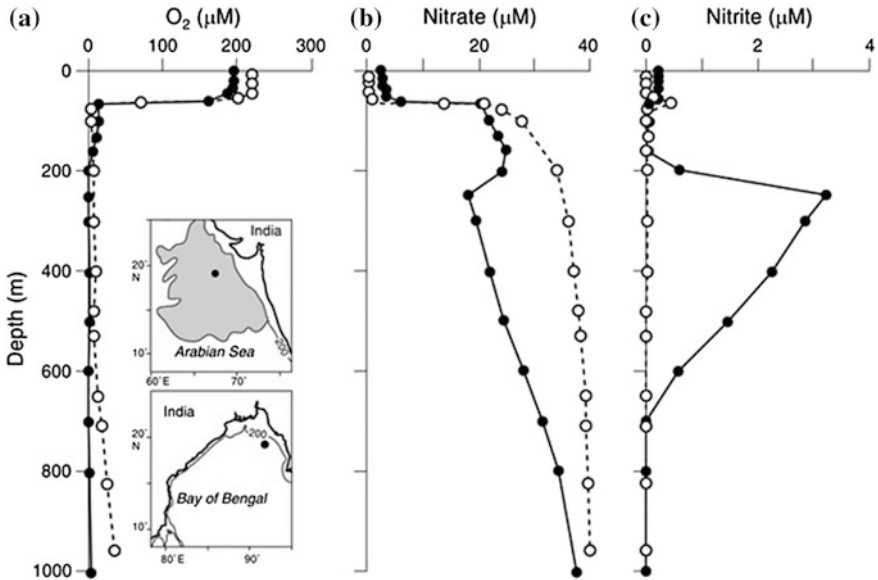 (a)
O2 (μM)
0 100 200 300
(b)
Nitrate (μM)
0 20 40
(c)
Nitrite (μM)
0 2 4
Depth (m)
0
200
400
600
800
1000
India
20°
N
10°
Arabian Sea
200
60°E 70°
India
200
20°
N
Bay of Bengal
10°
80°E 90°